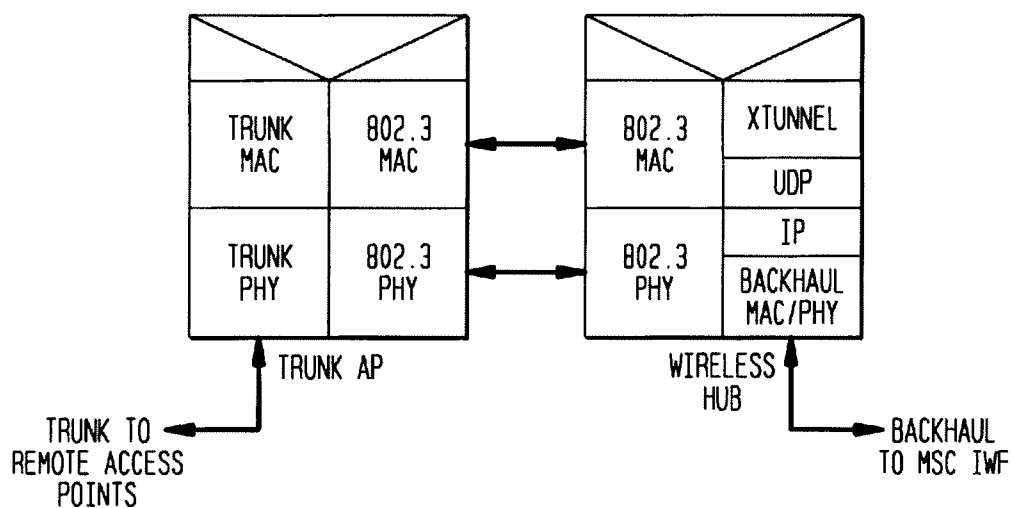 TRUNK
MAC
802.3
MAC
802.3
MAC
XTUNNEL
UDP
TRUNK
PHY
802.3
PHY
802.3
PHY
IP
BACKHAUL
MAC/PHY
TRUNK AP
WIRELESS
HUB
TRUNK TO
REMOTE ACCESS
POINTS
BACKHAUL
TO MSC IWF